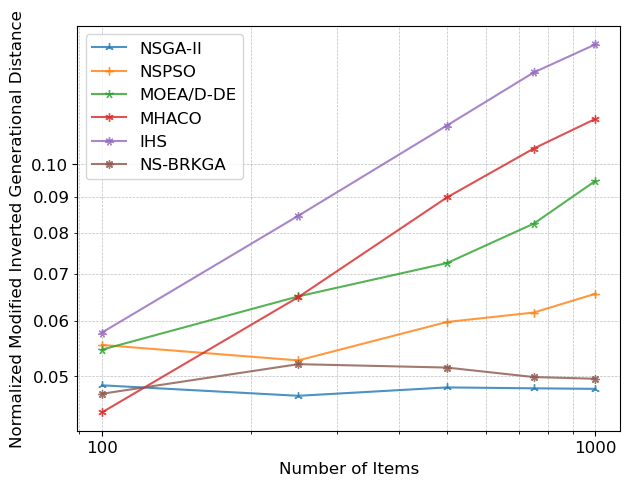 Normalized Modified Inverted Generational Distance
NSGA-II
NSPSO
MOEA/D-DE
MHACO
IHS
NS-BRKGA
0.10
0.09
0.08
0.07
0.06
0.05
100
1000
Number of Items